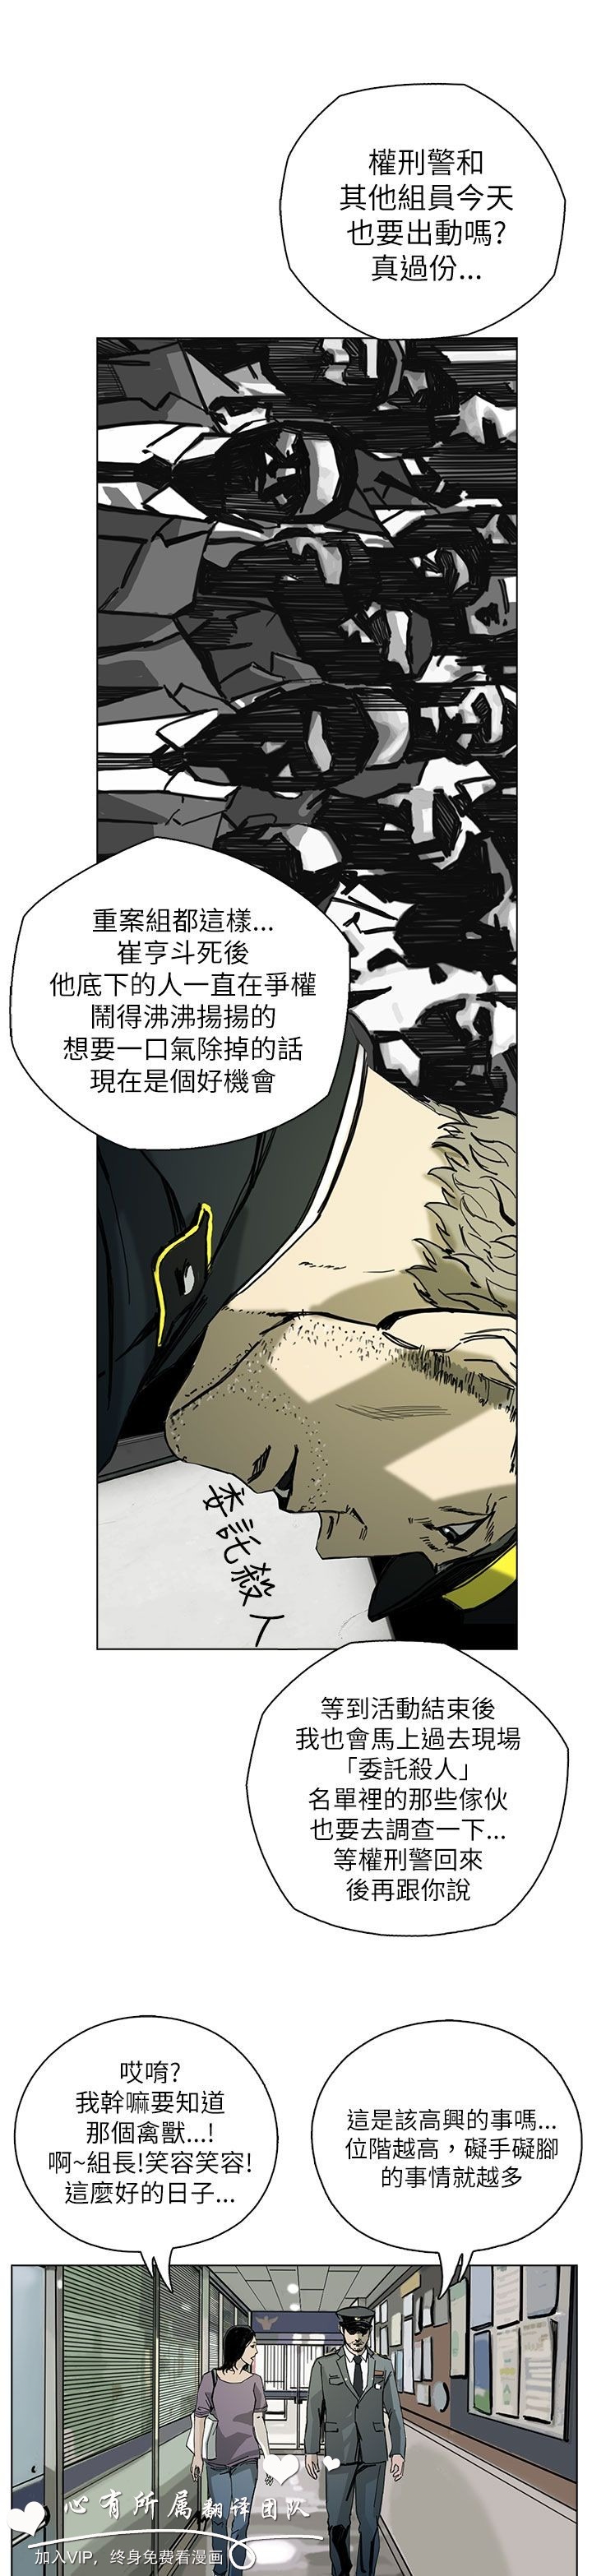 權刑警和
其他組員今天
也要出動嗎?
真過份...
重案組都這樣...
崔亨斗死後
他底下的人一直在爭權
鬧得沸沸揚揚的
想要一口氣除掉的話
現在是個好機會
委託殺人
等到活動結束後
我也會馬上過去現場
「委託殺人」
名單裡的那些傢伙
也要去調查一下...
等權刑警回來
後再跟你說
哎唷?
我幹嘛要知道
那個禽獸...!
啊~組長!笑容笑容!
這麼好的日子...
這是該高興的事嗎...
位階越高，礙手礙腳
的事情就越多
心有所属翻译团队
加入VIP，终身免费看漫画